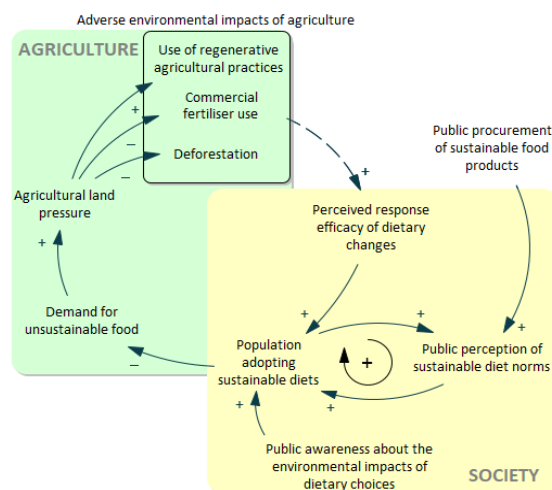 Adverse environmental impacts of agriculture
AGRICULTURE
Use of regenerative
agricultural practices
+
Commercial
fertiliser use
−
Deforestation
−
+
Public procurement
of sustainable food
products
Agricultural land
pressure
Perceived response
efficacy of dietary
changes
+
+
+
+
Demand for
unsustainable food
Population
adopting
sustainable diets
+
Public perception of
sustainable diet norms
−
+
+
Public awareness about the
environmental impacts of
dietary choices
SOCIETY